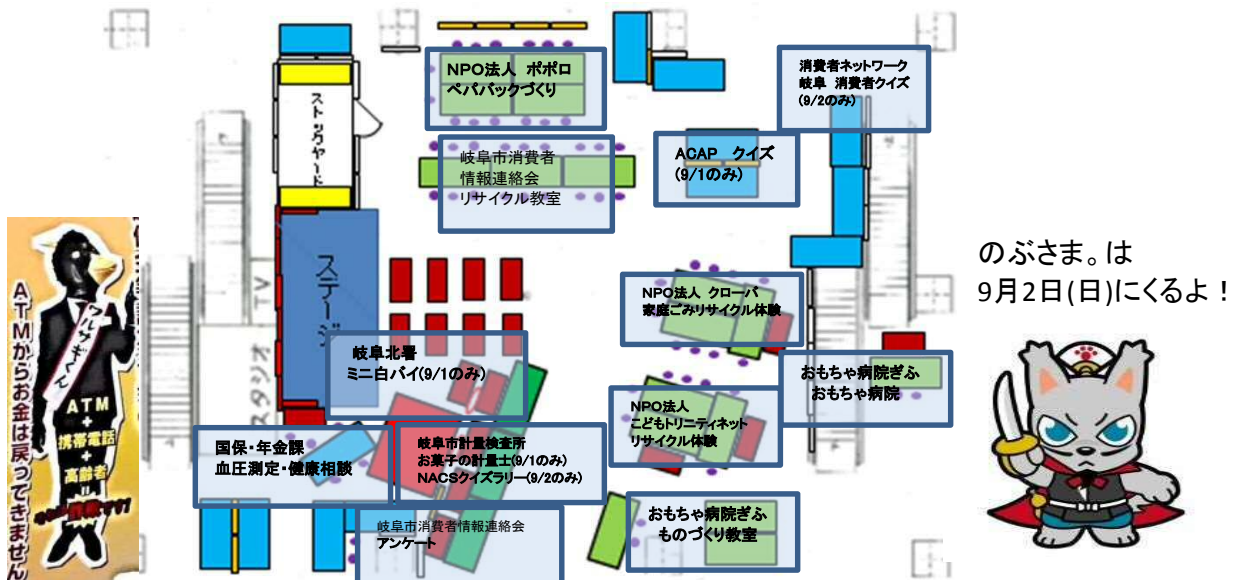 NPO法人 ポポロ
ペパバックづくり
消費者ネットワーク
岐阜 消費者クイズ
(9/2のみ)
ストックヤード
岐阜市消費者
情報連絡会
リサイクル教室
ACAP クイズ
(9/1のみ)
ステージ
TV
スタジオ
NPO法人 クローバ
家庭ごみリサイクル体験
岐阜北署
ミニ白バイ(9/1のみ)
おもちゃ病院ぎふ
おもちゃ病院
NPO法人
こどもトリニティネット
リサイクル体験
国保・年金課
血圧測定・健康相談
岐阜市計量検査所
お菓子の計量士(9/1のみ)
NACSクイズラリー(9/2のみ)
岐阜市消費者情報連絡会
アンケート
おもちゃ病院ぎふ
ものづくり教室
のぶさま。は
9月2日(日)にくるよ！
ATMからお金は戻ってきません
ATM
+
携帯電話
+
高齢者